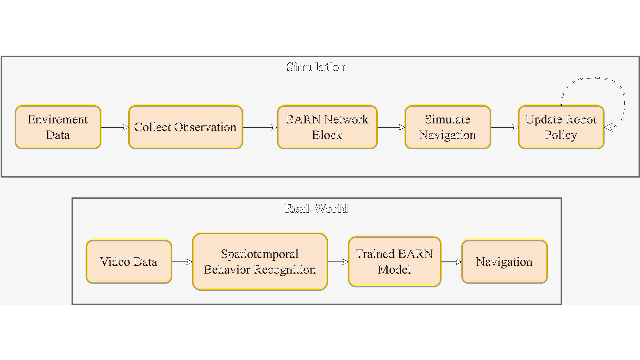 Simulation
Enviroment
Data
Collect Observation
BARN Network
Block
Simulate
Navigation
Update Robot
Policy
Real-World
Video Data
Spatiotemporal
Behavior Recognition
Trained BARN
Model
Navigation